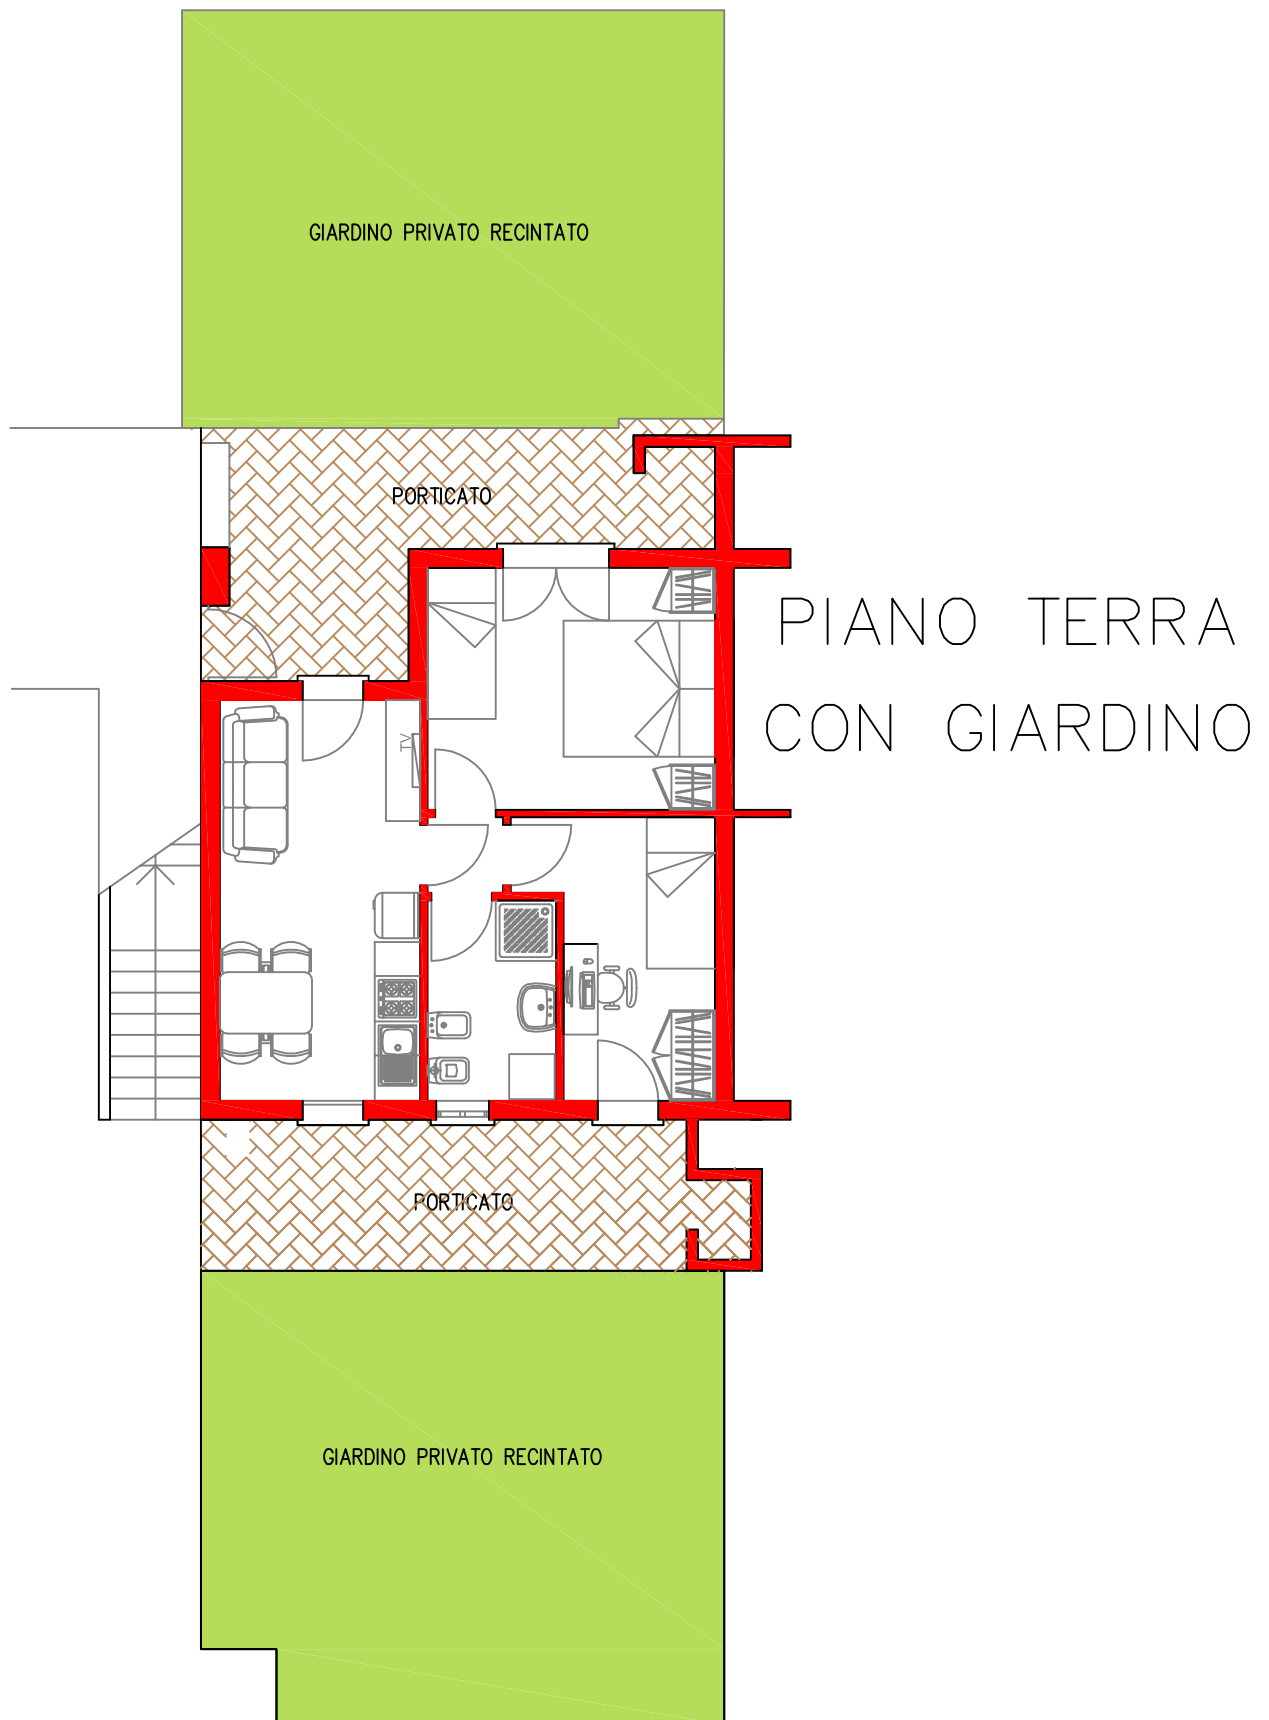 GIARDINO PRIVATO RECINTATO
PORTICATO
PIANO TERRA
CON GIARDINO
TV
PORTICATO
GIARDINO PRIVATO RECINTATO